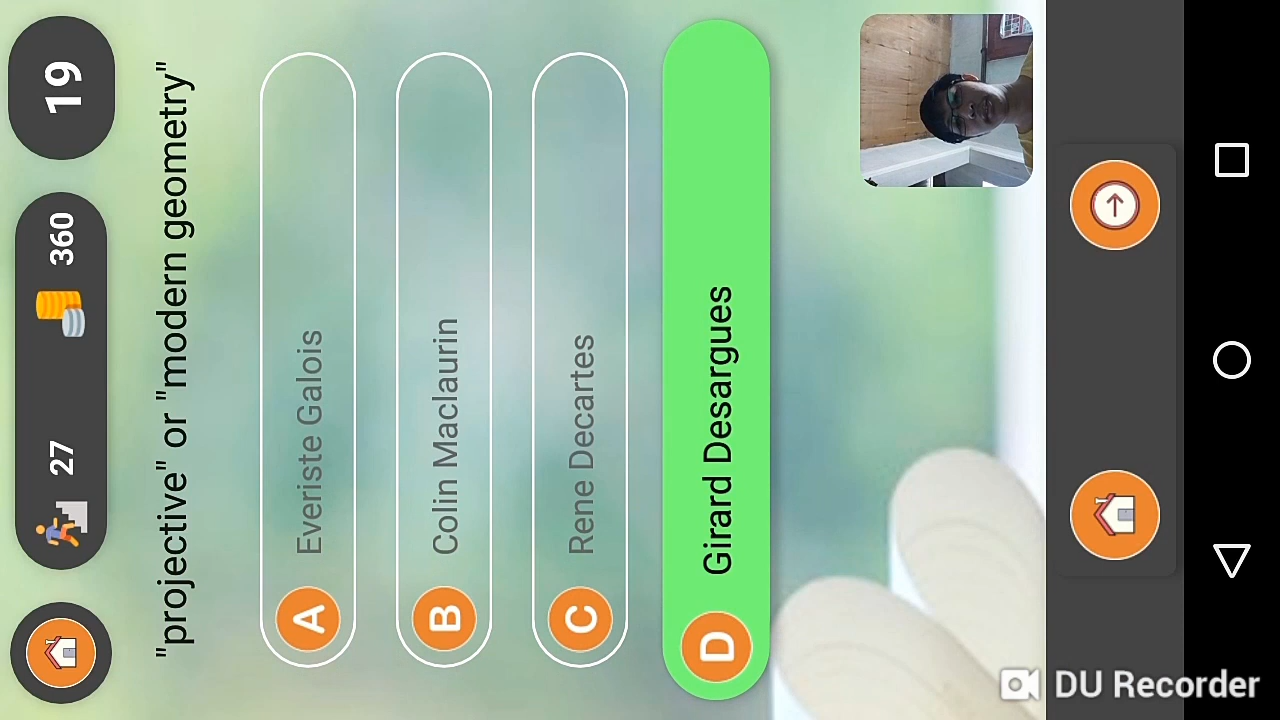 27 360
19
"projective" or "modern geometry"
A Everiste Galois
B Colin Maclaurin
C Rene Decartes
D Girard Desargues
DU Recorder